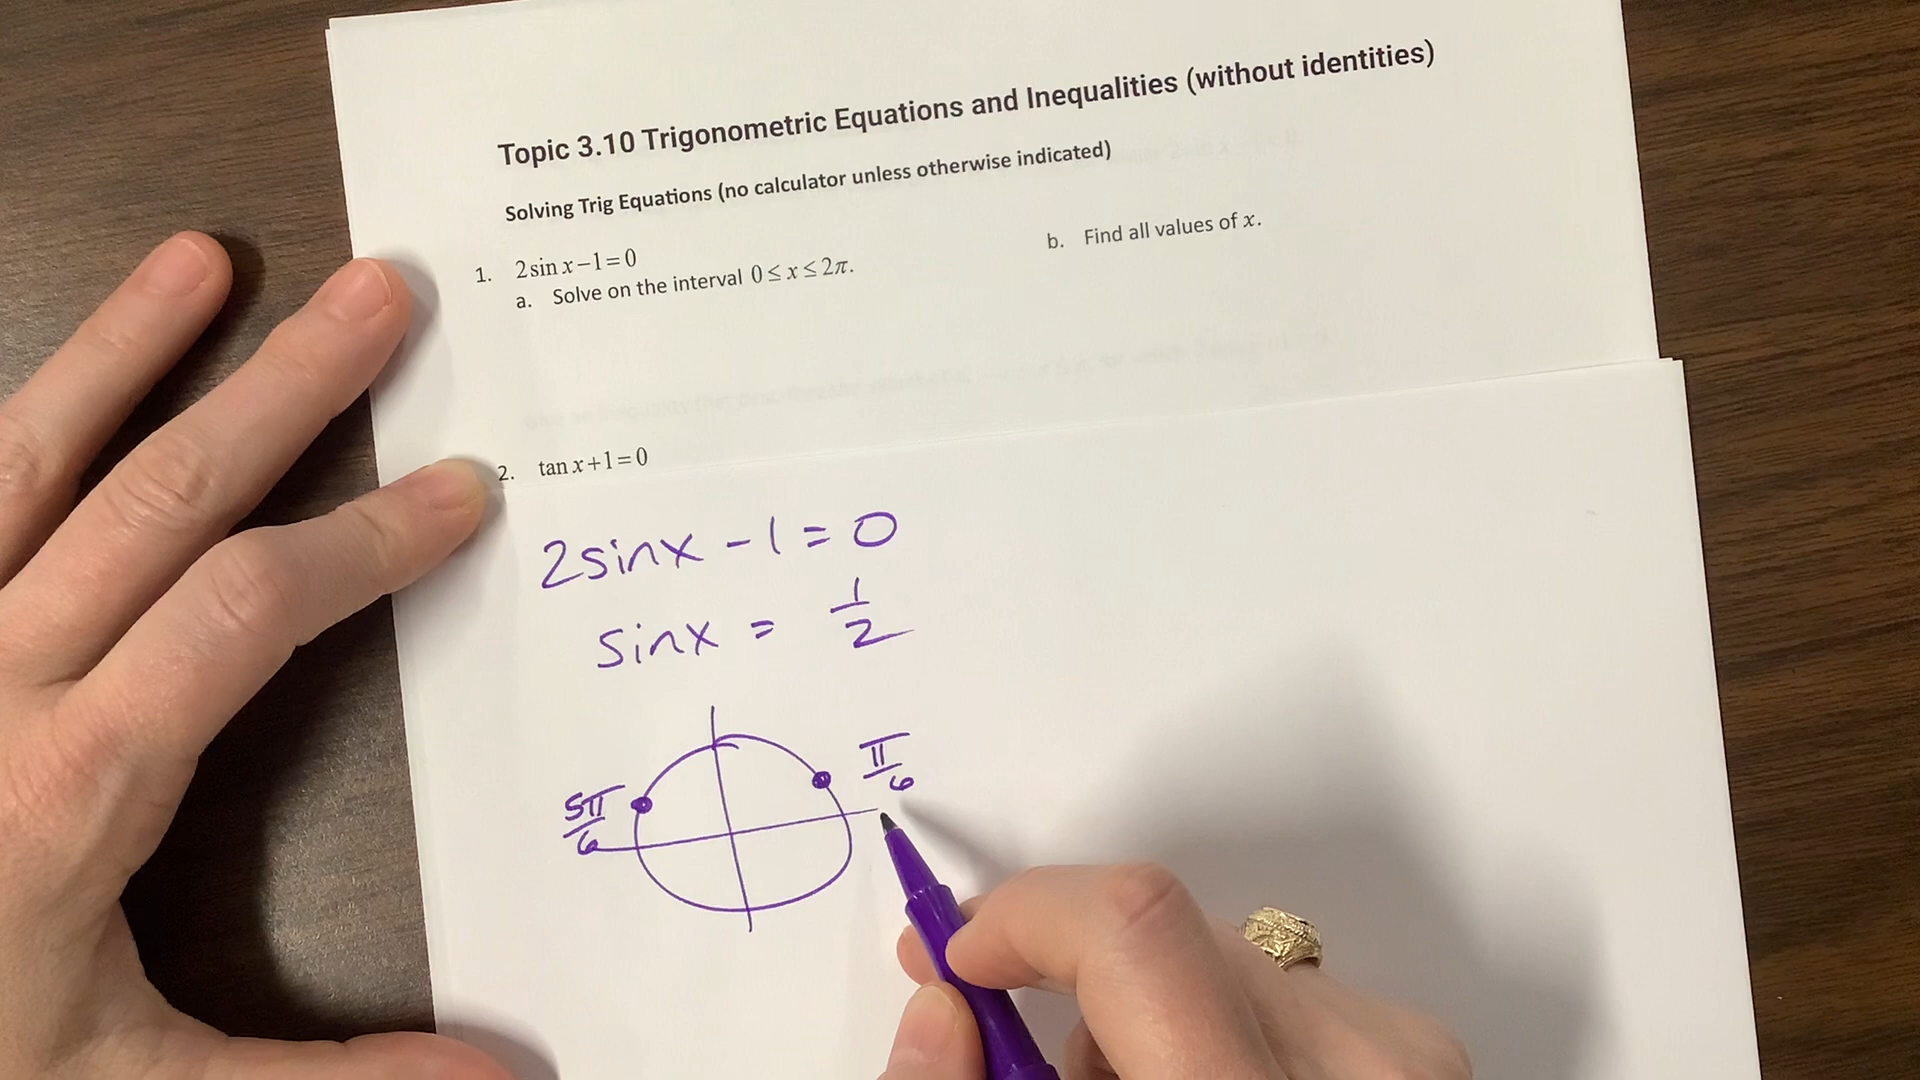 Topic 3.10 Trigonometric Equations and Inequalities (without identities)
Solving Trig Equations (no calculator unless otherwise indicated)
1. 2sin x−1=0
a. Solve on the interval 0≤x≤2π.
b. Find all values of x.
2. tan x+1=0
2sinx - 1 = 0
sinx = 1/2
5π/6
π/6